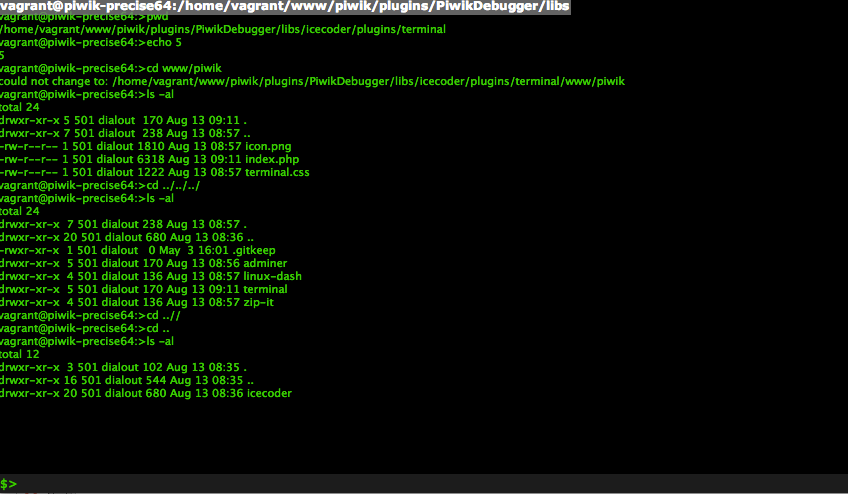 vagrant@piwik-precise64:/home/vagrant/www/piwik/plugins/PiwikDebugger/libs
vagrant@piwik-precise64:>pwd
/home/vagrant/www/piwik/plugins/PiwikDebugger/libs/icecoder/plugins/terminal
vagrant@piwik-precise64:>echo 5
5
vagrant@piwik-precise64:>cd www/piwik
could not change to: /home/vagrant/www/piwik/plugins/PiwikDebugger/libs/icecoder/plugins/terminal/www/piwik
vagrant@piwik-precise64:>ls -al
total 24
drwxr-xr-x 5 501 dialout  170 Aug 13 09:11 .
drwxr-xr-x 7 501 dialout  238 Aug 13 08:57 ..
-rw-r--r-- 1 501 dialout 1810 Aug 13 08:57 icon.png
-rw-r--r-- 1 501 dialout 6318 Aug 13 09:11 index.php
-rw-r--r-- 1 501 dialout 1222 Aug 13 08:57 terminal.css
vagrant@piwik-precise64:>cd ../../../
vagrant@piwik-precise64:>ls -al
total 24
drwxr-xr-x  7 501 dialout 238 Aug 13 08:57 .
drwxr-xr-x 20 501 dialout 680 Aug 13 08:36 ..
-rwxr-xr-x  1 501 dialout   0 May  3 16:01 .gitkeep
drwxr-xr-x  5 501 dialout 170 Aug 13 08:56 adminer
drwxr-xr-x  4 501 dialout 136 Aug 13 08:57 linux-dash
drwxr-xr-x  5 501 dialout 170 Aug 13 09:11 terminal
drwxr-xr-x  4 501 dialout 136 Aug 13 08:57 zip-it
vagrant@piwik-precise64:>cd ..//
vagrant@piwik-precise64:>cd ..
vagrant@piwik-precise64:>ls -al
total 12
drwxr-xr-x  3 501 dialout 102 Aug 13 08:35 .
drwxr-xr-x 16 501 dialout 544 Aug 13 08:35 ..
drwxr-xr-x 20 501 dialout 680 Aug 13 08:36 icecoder
$>